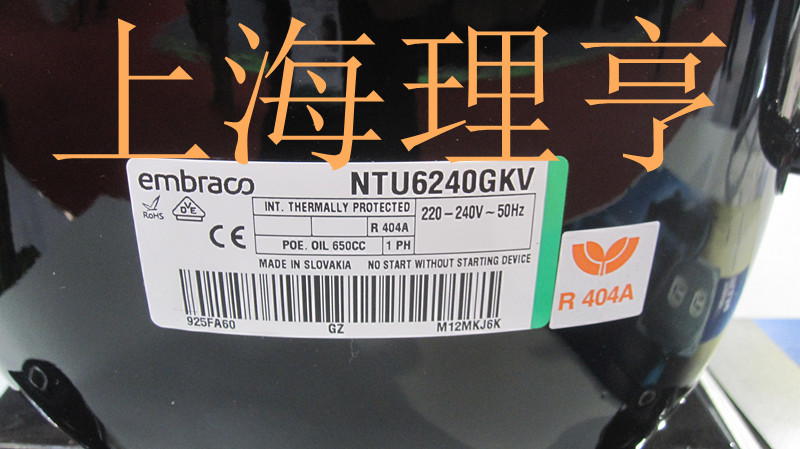 上海理亨
embraco NTU6240GKV
RoHS VDE
INT. THERMALLY PROTECTED 220-240V~50Hz
CE
R 404A
POE. OIL 650CC 1 PH
MADE IN SLOVAKIA NO START WITHOUT STARTING DEVICE
925FA60 GZ M12MKJ6K
R 404A